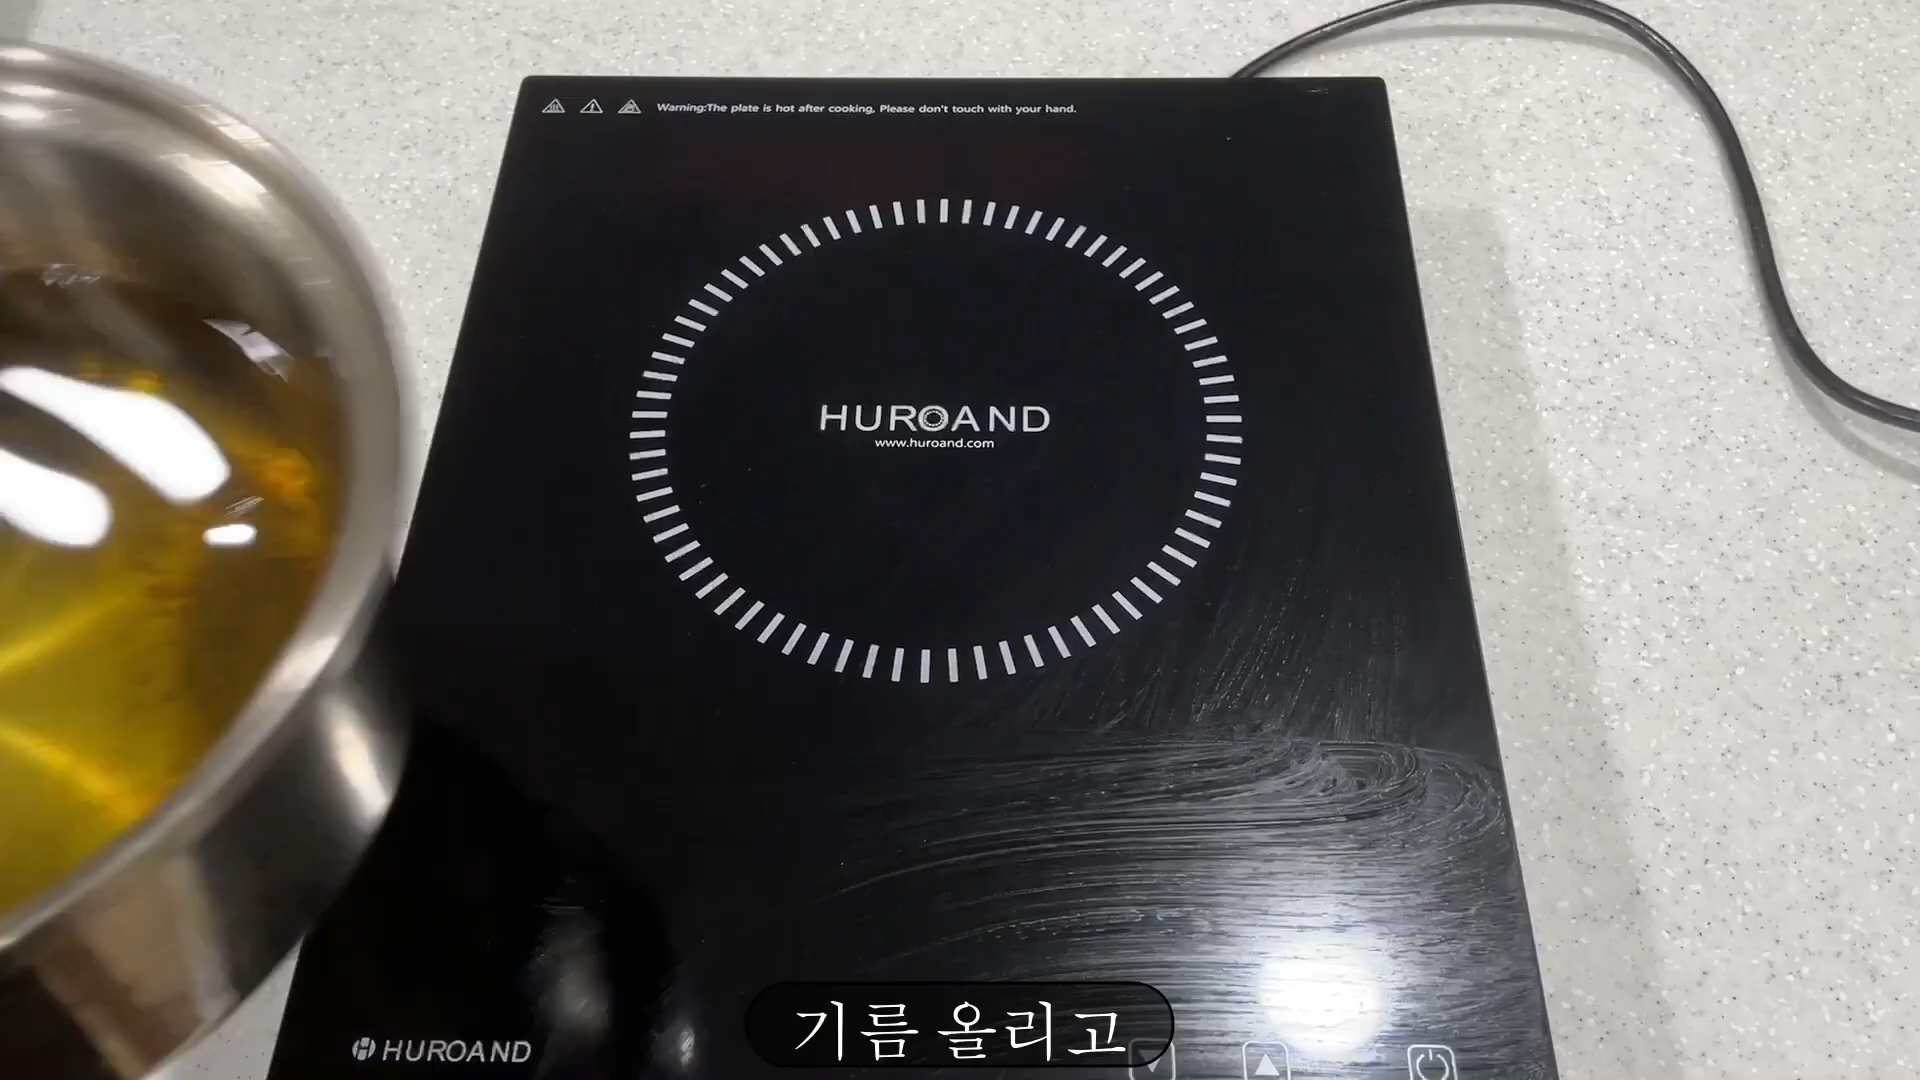 Warning:The plate is hot after cooking, Please don't touch with your hand.
HUROAND
www.huroand.com
HUROAND
기름 올리고